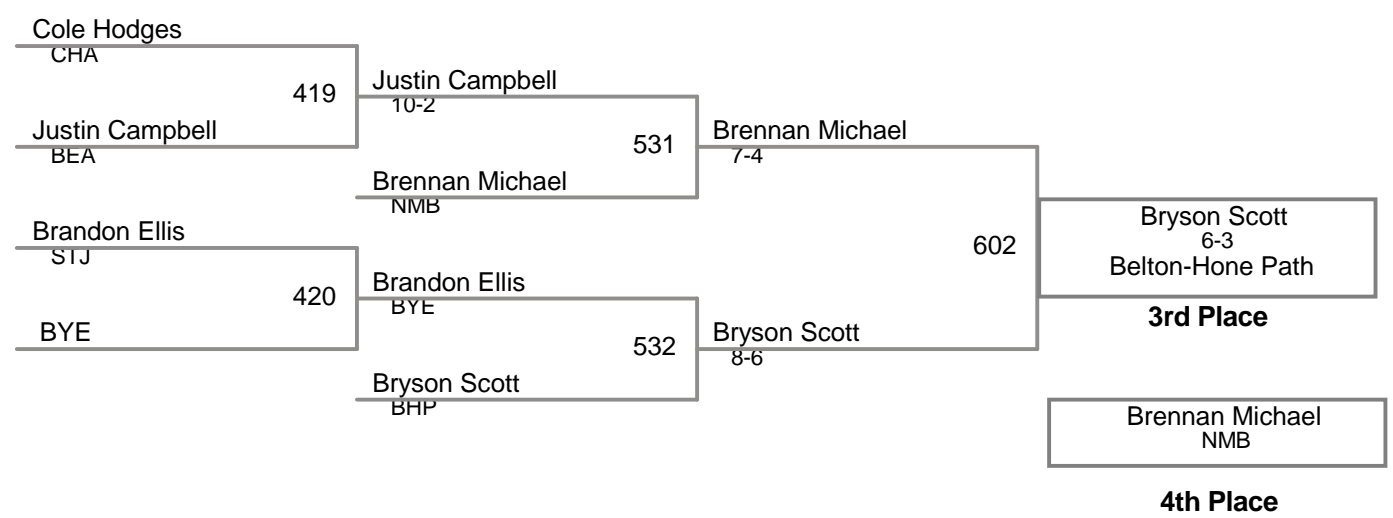 Cole Hodges
CHA
419
Justin Campbell
BEA
Brandon Ellis
STJ
420
BYE
Justin Campbell
10-2
531
Brennan Michael
NMB
Brandon Ellis
BYE
532
Bryson Scott
BHP
Brennan Michael
7-4
602
Bryson Scott
8-6
Bryson Scott
6-3
Belton-Hone Path
3rd Place
Brennan Michael
NMB
4th Place